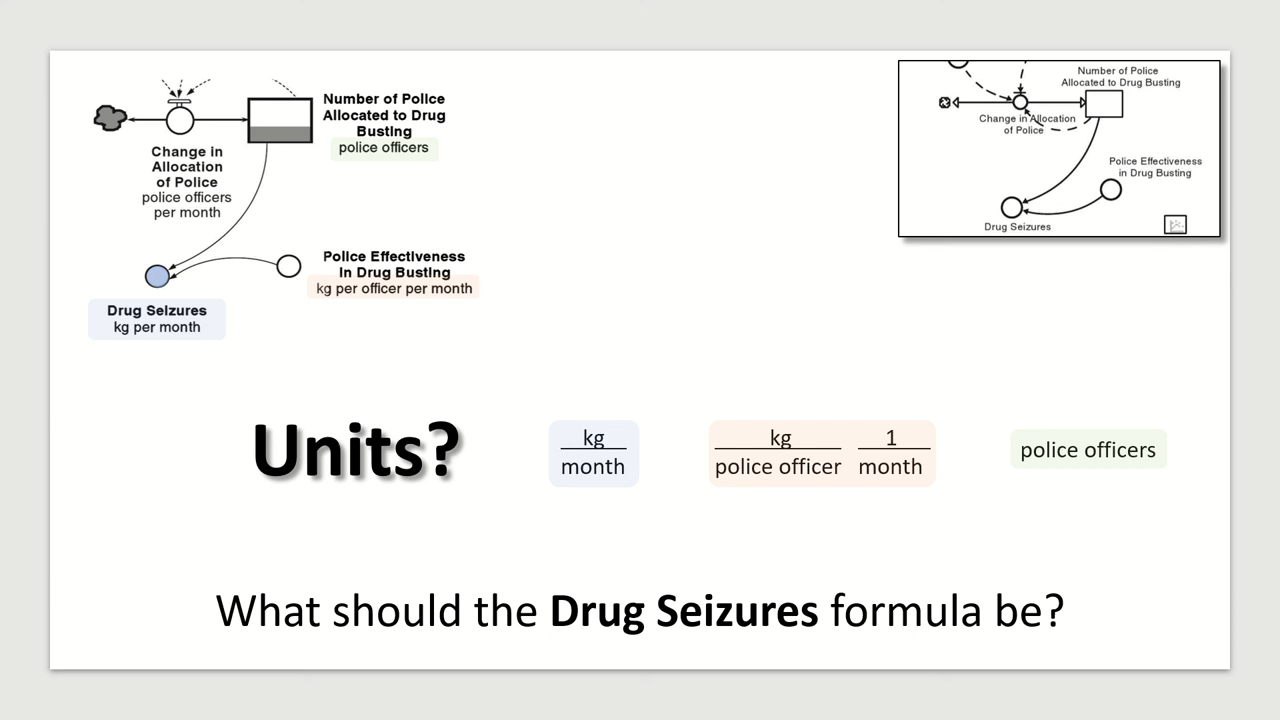 Number of Police
Allocated to Drug
Busting
police officers
Change in
Allocation
of Police
police officers
per month
Police Effectiveness
in Drug Busting
kg per officer per month
Drug Seizures
kg per month
Number of Police
Allocated to Drug Busting
Change in Allocation
of Police
Police Effectiveness
in Drug Busting
Drug Seizures
Units?
kg
month
kg
police officer
1
month
police officers
What should the Drug Seizures formula be?